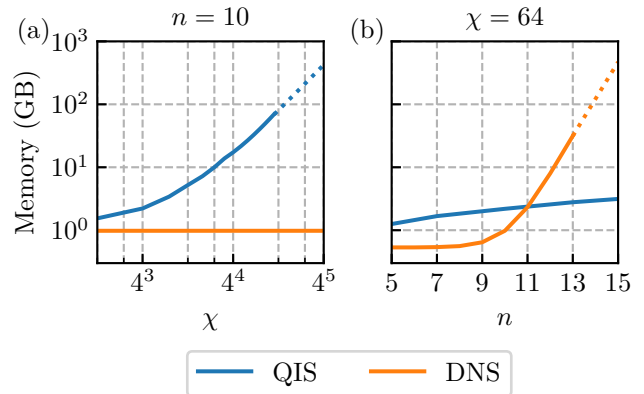 (a)
n = 10
(b)
χ = 64
Memory (GB)
10³
10²
10¹
10⁰
4³
4⁴
4⁵
χ
5
7
9
11
13
15
n
QIS
DNS